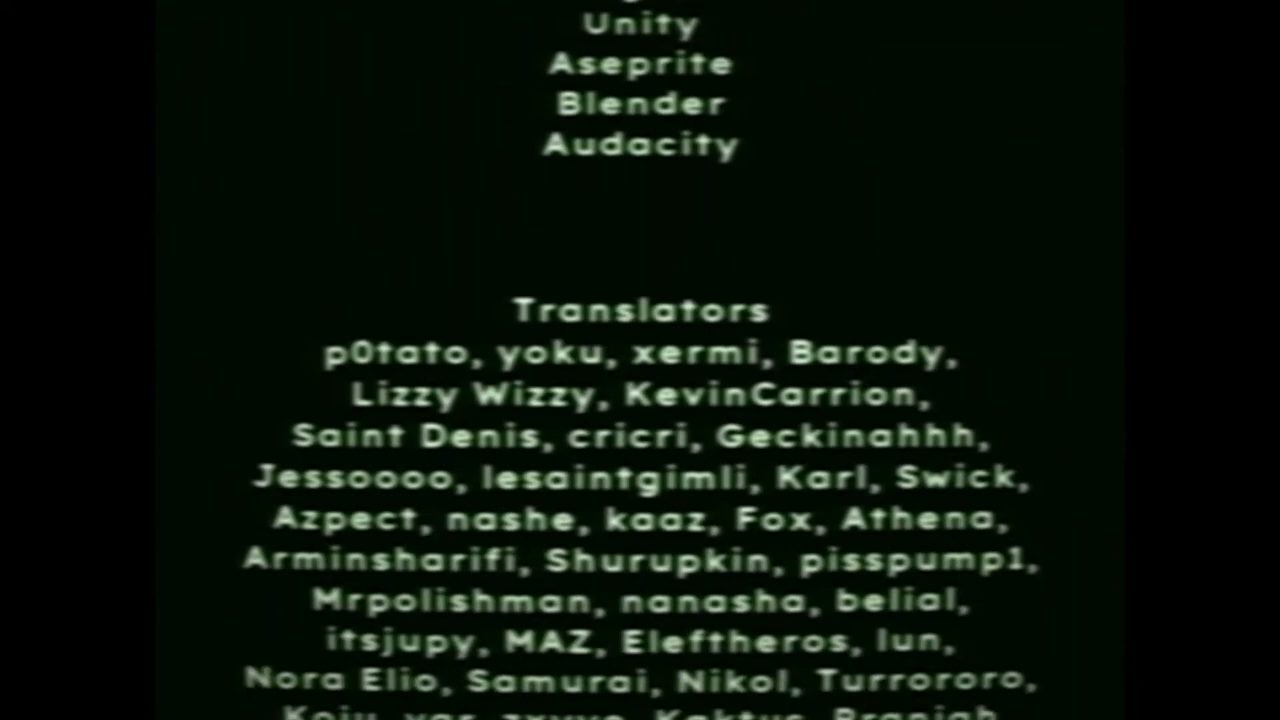 Unity
Aseprite
Blender
Audacity
Translators
p0tato, yoku, xermi, Barody,
Lizzy Wizzy, KevinCarrion,
Saint Denis, cricri, Geckinahhh,
Jessoooo, lesaintgimli, Karl, Swick,
Azpect, nashe, kaaz, Fox, Athena,
Arminsharifi, Shurupkin, pisspump1,
Mrpolishman, nanasha, belial,
itsjupy, MAZ, Eleftheros, lun,
Nora Elio, Samurai, Nikol, Turrororo,